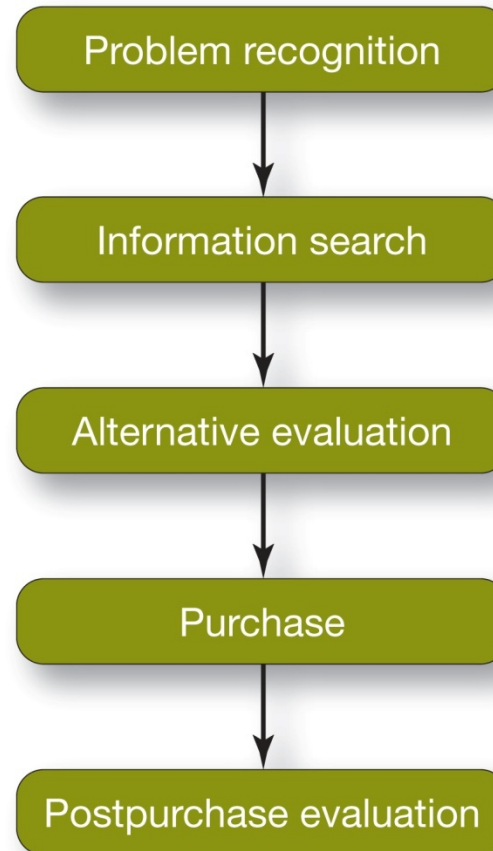 Problem recognition
Information search
Alternative evaluation
Purchase
Postpurchase evaluation